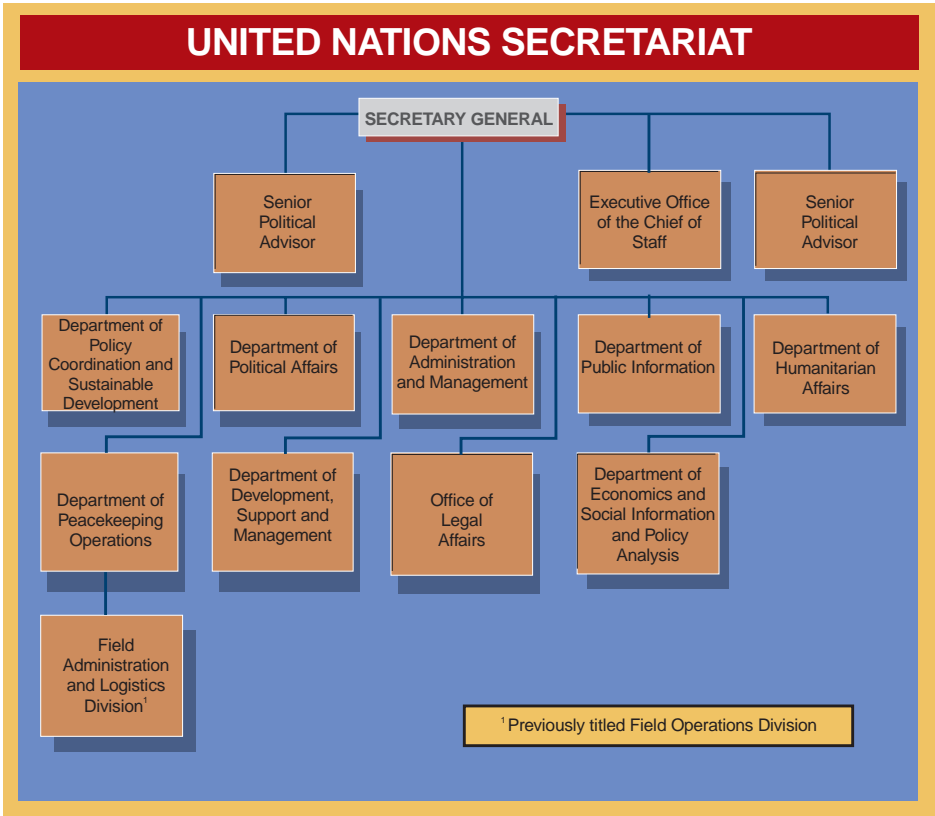 UNITED NATIONS SECRETARIAT
SECRETARY GENERAL
Senior
Political
Advisor
Executive Office
of the Chief of
Staff
Senior
Political
Advisor
Department of
Policy
Coordination and
Sustainable
Development
Department of
Political Affairs
Department of
Administration
and Management
Department of
Public Information
Department of
Humanitarian
Affairs
Department of
Peacekeeping
Operations
Department of
Development,
Support and
Management
Office of
Legal
Affairs
Department of
Economics and
Social Information
and Policy
Analysis
Field
Administration
and Logistics
Division¹
¹ Previously titled Field Operations Division